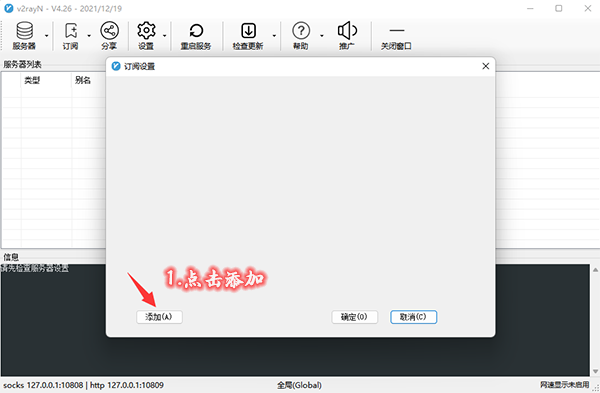 v2rayN - V4.26 - 2021/12/19
服务器 订阅 分享 设置 重启服务 检查更新 帮助 推广 关闭窗口
服务器列表
类型 别名
订阅设置
1.点击添加
添加(A) 确定(O) 取消(C)
信息
请先检查服务器设置
socks 127.0.0.1:10808 | http 127.0.0.1:10809 全局(Global) 网速显示未启用